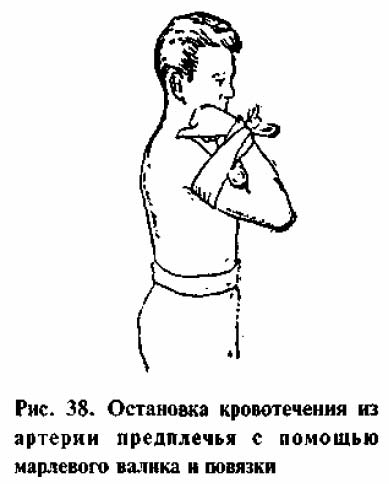 Рис. 38. Остановка кровотечения из
артерии предплечья с помощью
марлевого валика и повязки